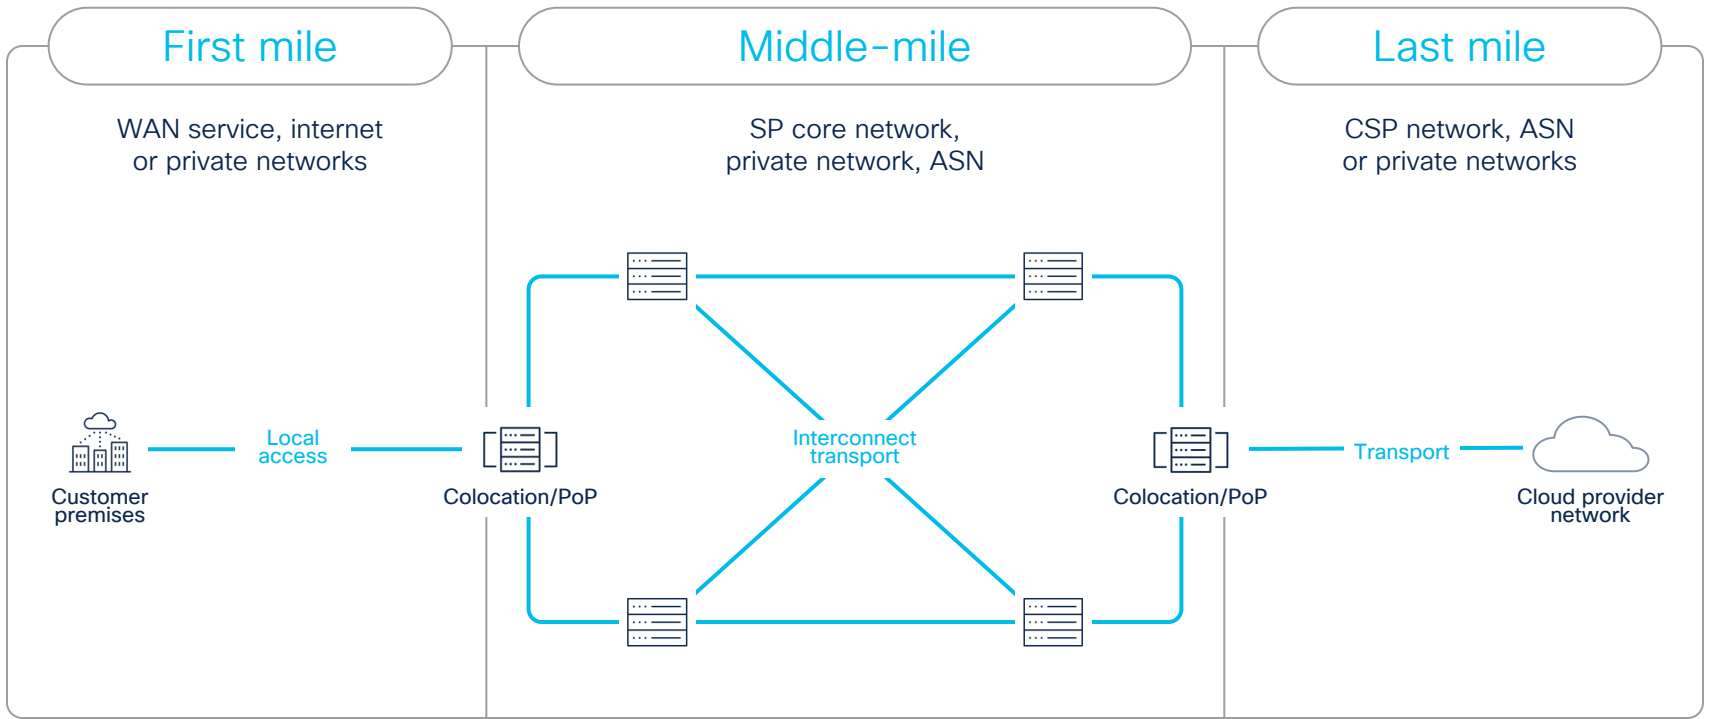 First mile
Middle-mile
Last mile
WAN service, internet
or private networks
SP core network,
private network, ASN
CSP network, ASN
or private networks
Local
access
Interconnect
transport
Transport
Customer
premises
Colocation/PoP
Colocation/PoP
Cloud provider
network